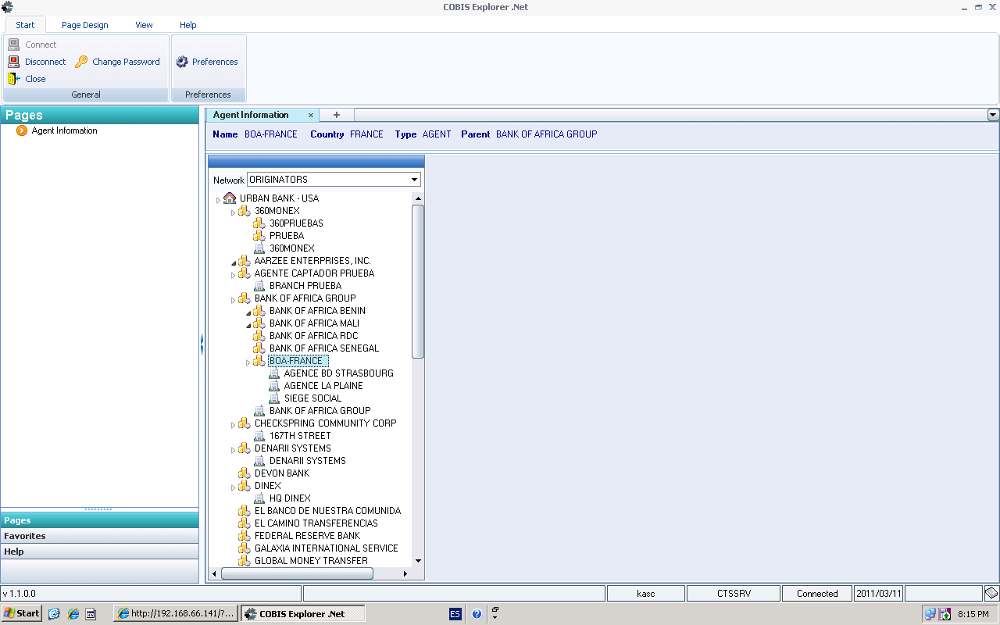 COBIS Explorer .Net
Start Page Design View Help
Connect
Disconnect Change Password Preferences
Close
General Preferences
Pages
Agent Information
Agent Information × +
Name BOA-FRANCE Country FRANCE Type AGENT Parent BANK OF AFRICA GROUP
Network ORIGINATORS
URBAN BANK - USA
360MONEX
360PRUEBAS
PRUEBA
360MONEX
AARZEE ENTERPRISES, INC.
AGENTE CAPTADOR PRUEBA
BRANCH PRUEBA
BANK OF AFRICA GROUP
BANK OF AFRICA BENIN
BANK OF AFRICA MALI
BANK OF AFRICA RDC
BANK OF AFRICA SENEGAL
BOA-FRANCE
AGENCE BD STRASBOURG
AGENCE LA PLAINE
SIEGE SOCIAL
BANK OF AFRICA GROUP
CHECKSPRING COMMUNITY CORP
167TH STREET
DENARII SYSTEMS
DENARII SYSTEMS
DEVON BANK
DINEX
HQ DINEX
EL BANCO DE NUESTRA COMUNIDA
EL CAMINO TRANSFERENCIAS
FEDERAL RESERVE BANK
GALAXIA INTERNATIONAL SERVICE
GLOBAL MONEY TRANSFER
Pages
Favorites
Help
v 1.1.0.0 kasc CTSSRV Connected 2011/03/11
Start http://192.168.66.141/?... COBIS Explorer .Net ES 8:15 PM